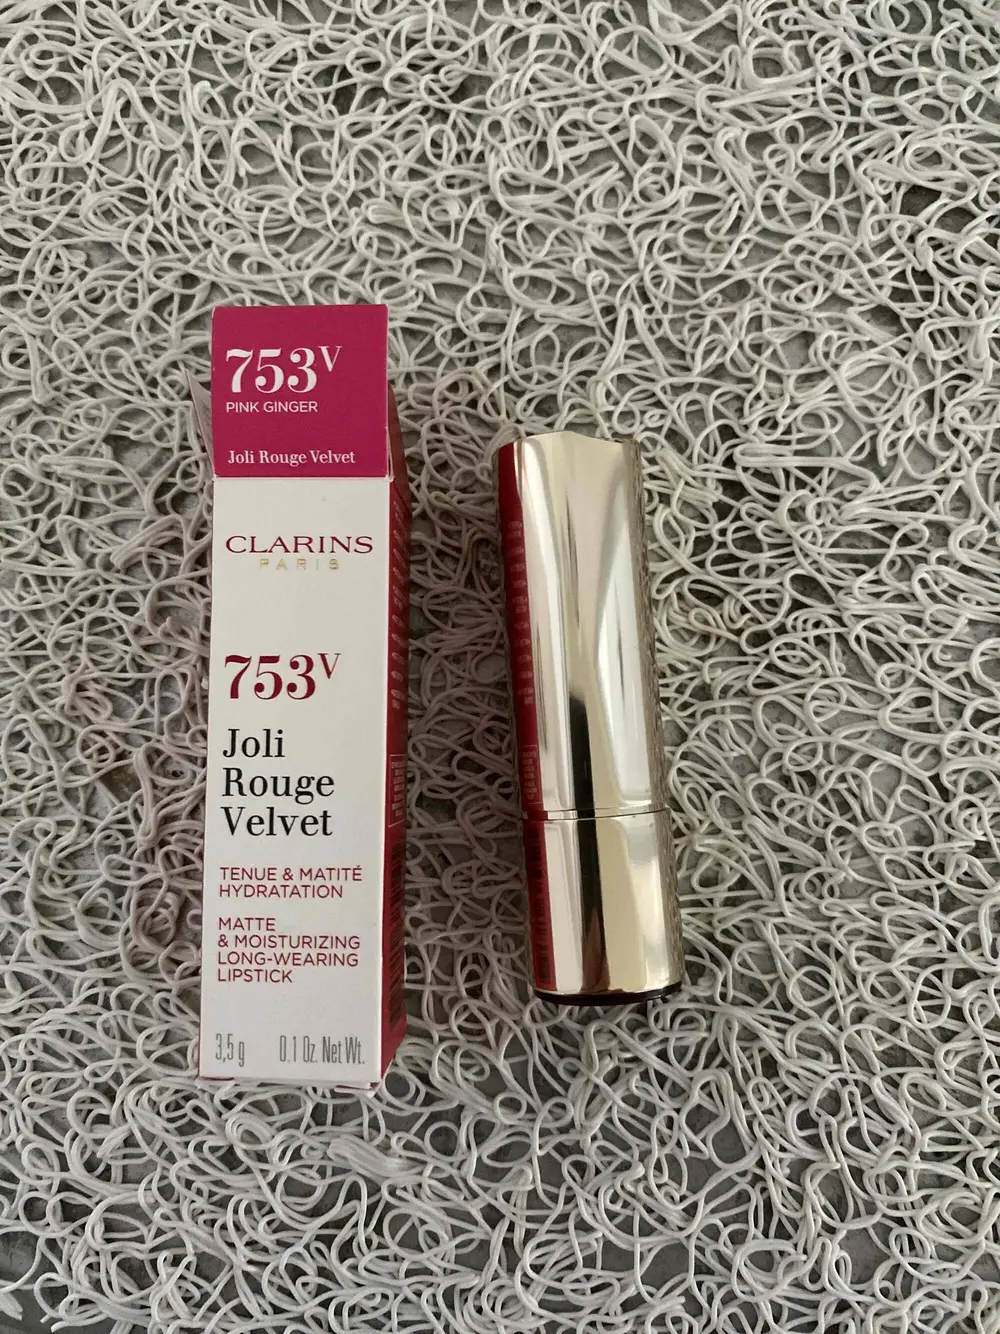 753V
PINK GINGER
Joli Rouge Velvet
CLARINS
PARIS
753V
Joli
Rouge
Velvet
TENUE & MATITÉ
HYDRATATION
MATTE
& MOISTURIZING
LONG-WEARING
LIPSTICK
3,5 g 0.1 Oz. Net Wt.